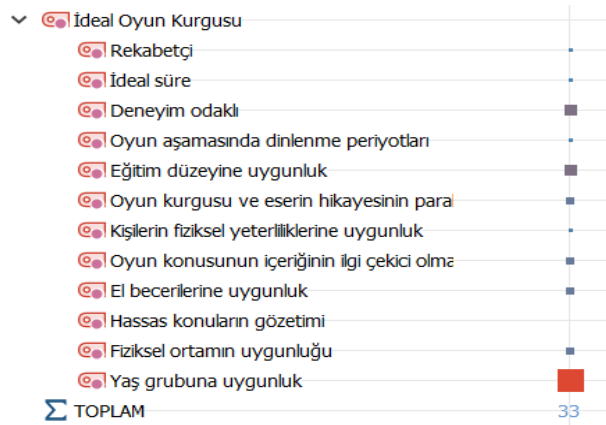 İdeal Oyun Kurgusu
Rekabetçi
İdeal süre
Deneyim odaklı
Oyun aşamasında dinlenme periyotları
Eğitim düzeyine uygunluk
Oyun kurgusu ve eserin hikayesinin para
Kişilerin fiziksel yeterliliklerine uygunluk
Oyun konusunun içeriğinin ilgi çekici olma
El becerilerine uygunluk
Hassas konuların gözetimi
Fiziksel ortamın uygunluğu
Yaş grubuna uygunluk
Σ TOPLAM 33